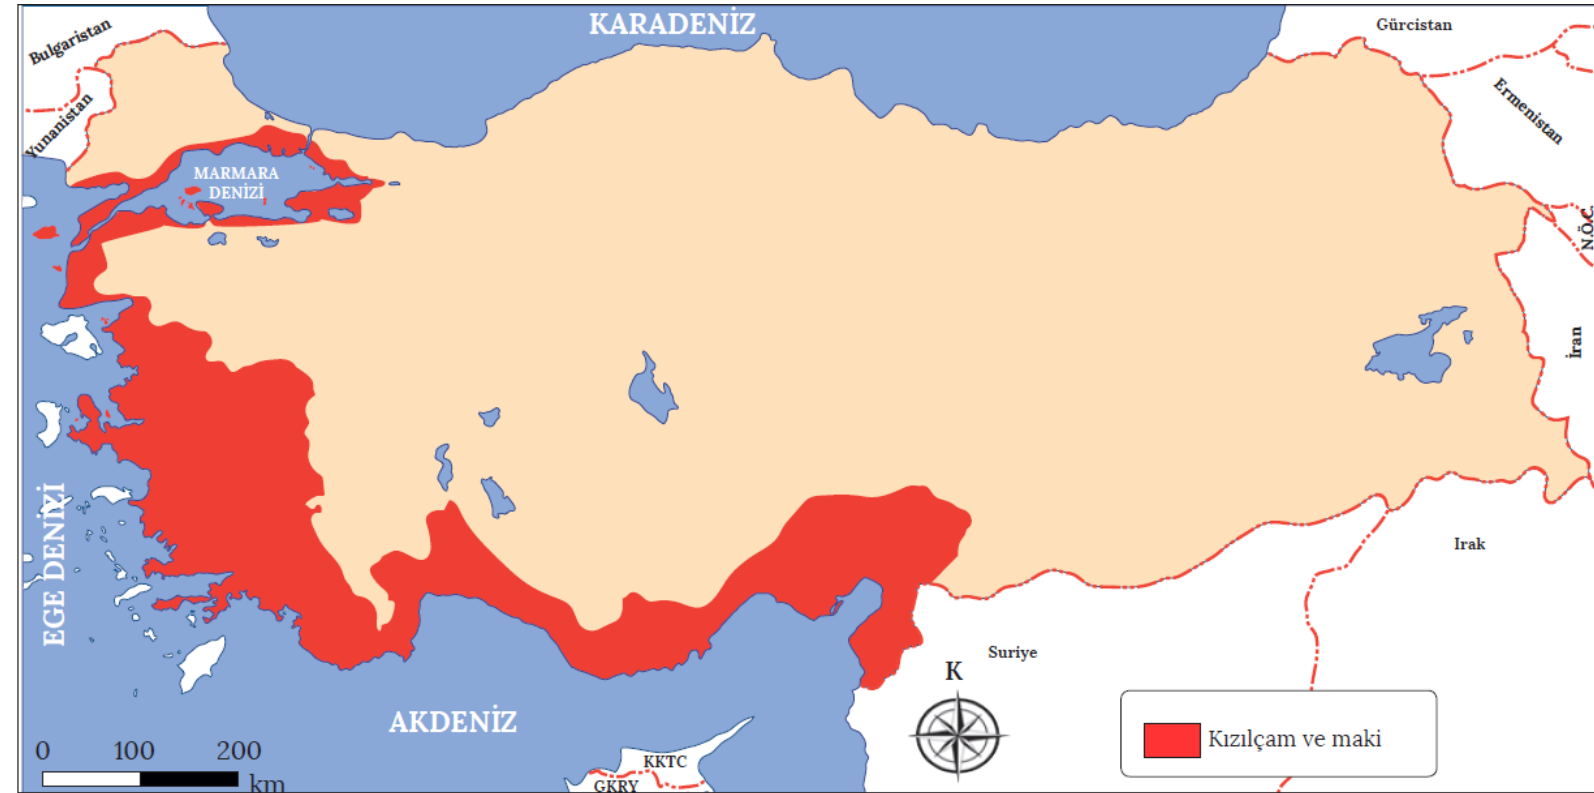 KARADENİZ
Gürcistan
Bulgaristan
Yunanistan
Ermenistan
MARMARA
DENİZİ
N.Ö.C.
İran
EGE DENİZİ
Irak
Suriye
K
AKDENİZ
0 100 200
km
KKTC
GKRY
Kızılçam ve maki